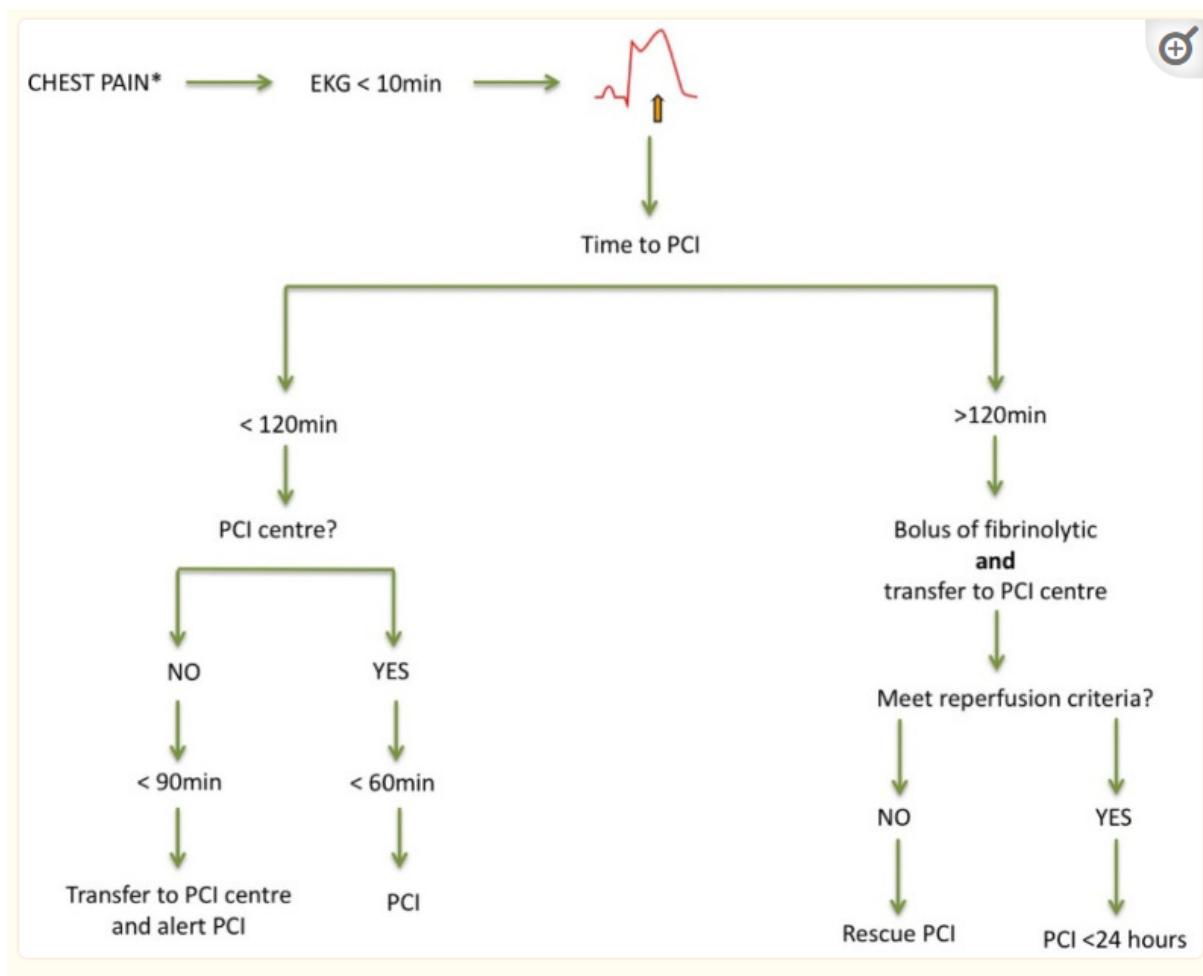 CHEST PAIN*
EKG < 10min
Time to PCI
< 120min
>120min
PCI centre?
Bolus of fibrinolytic
and
transfer to PCI centre
NO
YES
Meet reperfusion criteria?
< 90min
< 60min
NO
YES
Transfer to PCI centre
and alert PCI
PCI
Rescue PCI
PCI <24 hours